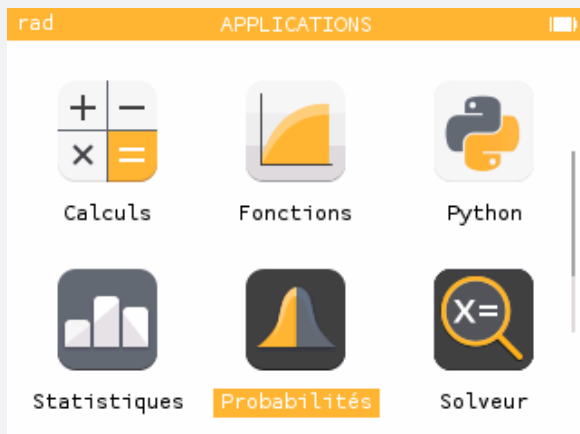 rad APPLICATIONS
Calculs Fonctions Python
X=
Statistiques Probabilités Solveur